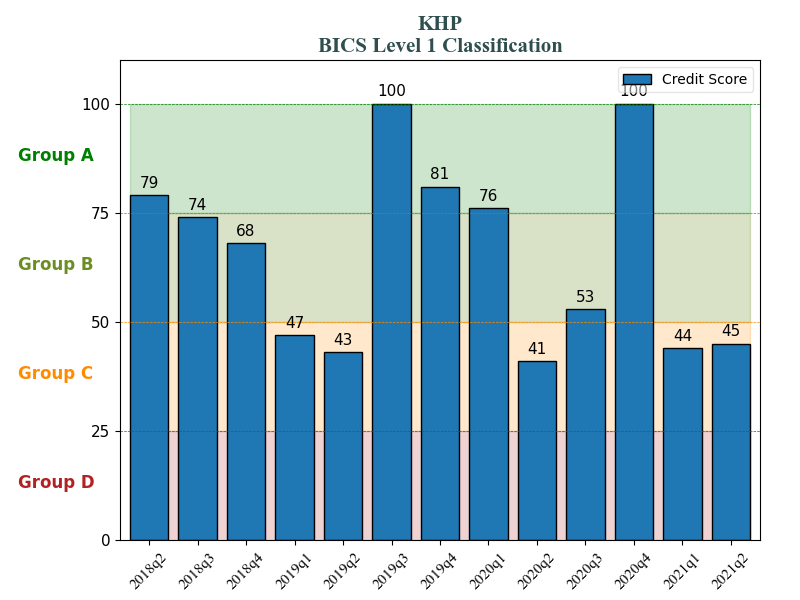 KHP
BICS Level 1 Classification
Credit Score
100
75
50
25
0
Group A
Group B
Group C
Group D
79
74
68
47
43
100
81
76
41
53
100
44
45
2018q2
2018q3
2018q4
2019q1
2019q2
2019q3
2019q4
2020q1
2020q2
2020q3
2020q4
2021q1
2021q2